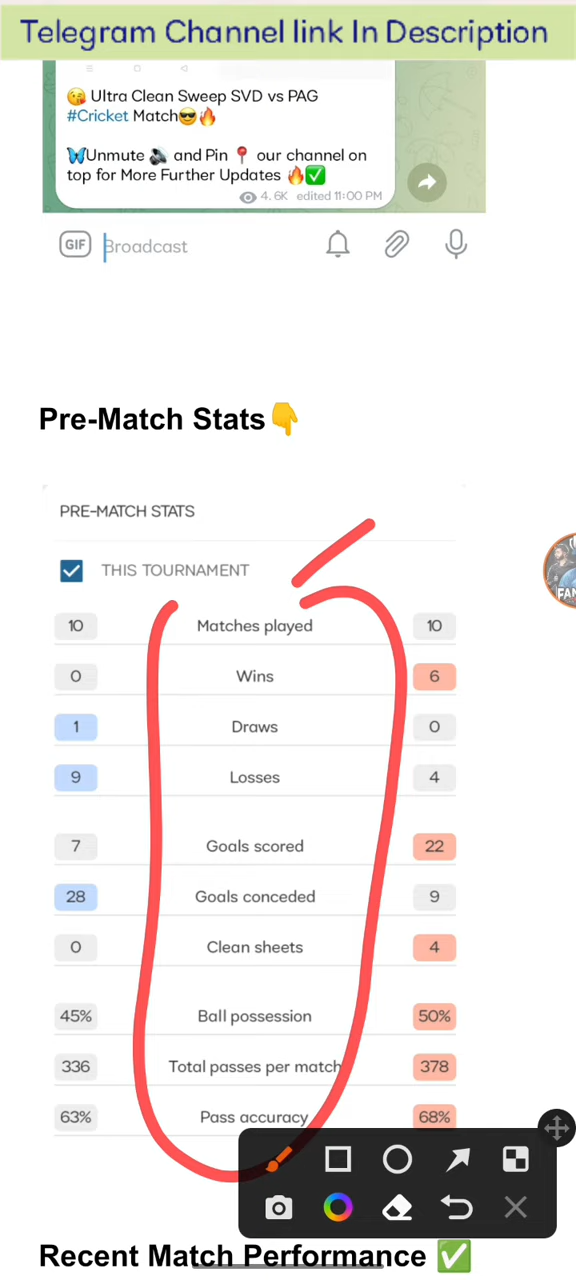 Telegram Channel link In Description
😘 Ultra Clean Sweep SVD vs PAG
#Cricket Match😎🔥
🦋Unmute 🔊 and Pin 📍 our channel on
top for More Further Updates 🔥✅
4.6K edited 11:00 PM
GIF Broadcast
Pre-Match Stats👇
PRE-MATCH STATS
THIS TOURNAMENT
10 Matches played 10
0 Wins 6
1 Draws 0
9 Losses 4
7 Goals scored 22
28 Goals conceded 9
0 Clean sheets 4
45% Ball possession 50%
336 Total passes per match 378
63% Pass accuracy 68%
Recent Match Performance ✅